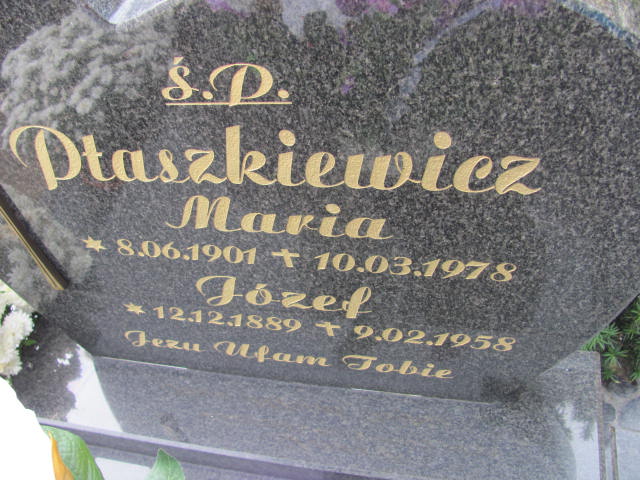 ś.P.
Ptaszkiewicz
Maria
* 8.06.1901 ✝ 10.03.1978
Józef
* 12.12.1889 ✝ 9.02.1958
Jezu Ufam Tobie